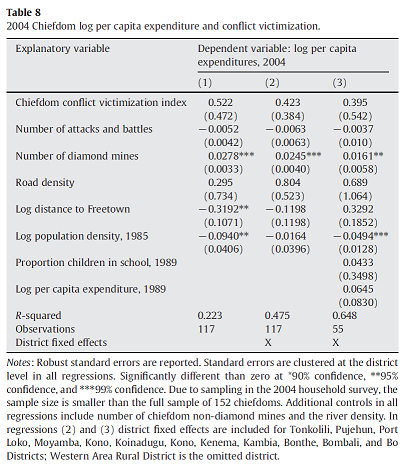 Table 8
2004 Chiefdom log per capita expenditure and conflict victimization.
Explanatory variable Dependent variable: log per capita
expenditures, 2004
(1) (2) (3)
Chiefdom conflict victimization index 0.522 0.423 0.395
(0.472) (0.384) (0.542)
Number of attacks and battles −0.0052 −0.0063 −0.0037
(0.0042) (0.0063) (0.010)
Number of diamond mines 0.0278*** 0.0245*** 0.0161**
(0.0033) (0.0040) (0.0058)
Road density 0.295 0.804 0.689
(0.734) (0.523) (1.064)
Log distance to Freetown −0.3192** −0.1198 0.3292
(0.1071) (0.1198) (0.1852)
Log population density, 1985 −0.0940** −0.0164 −0.0494***
(0.0406) (0.0396) (0.0128)
Proportion children in school, 1989 0.0433
(0.3498)
Log per capita expenditure, 1989 0.0645
(0.0830)
R-squared 0.223 0.475 0.648
Observations 117 117 55
District fixed effects X X
Notes: Robust standard errors are reported. Standard errors are clustered at the district
level in all regressions. Significantly different than zero at *90% confidence, **95%
confidence, and ***99% confidence. Due to sampling in the 2004 household survey, the
sample size is smaller than the full sample of 152 chiefdoms. Additional controls in all
regressions include number of chiefdom non-diamond mines and the river density. In
regressions (2) and (3) district fixed effects are included for Tonkolili, Pujehun, Port
Loko, Moyamba, Kono, Koinadugu, Kono, Kenema, Kambia, Bonthe, Bombali, and Bo
Districts; Western Area Rural District is the omitted district.